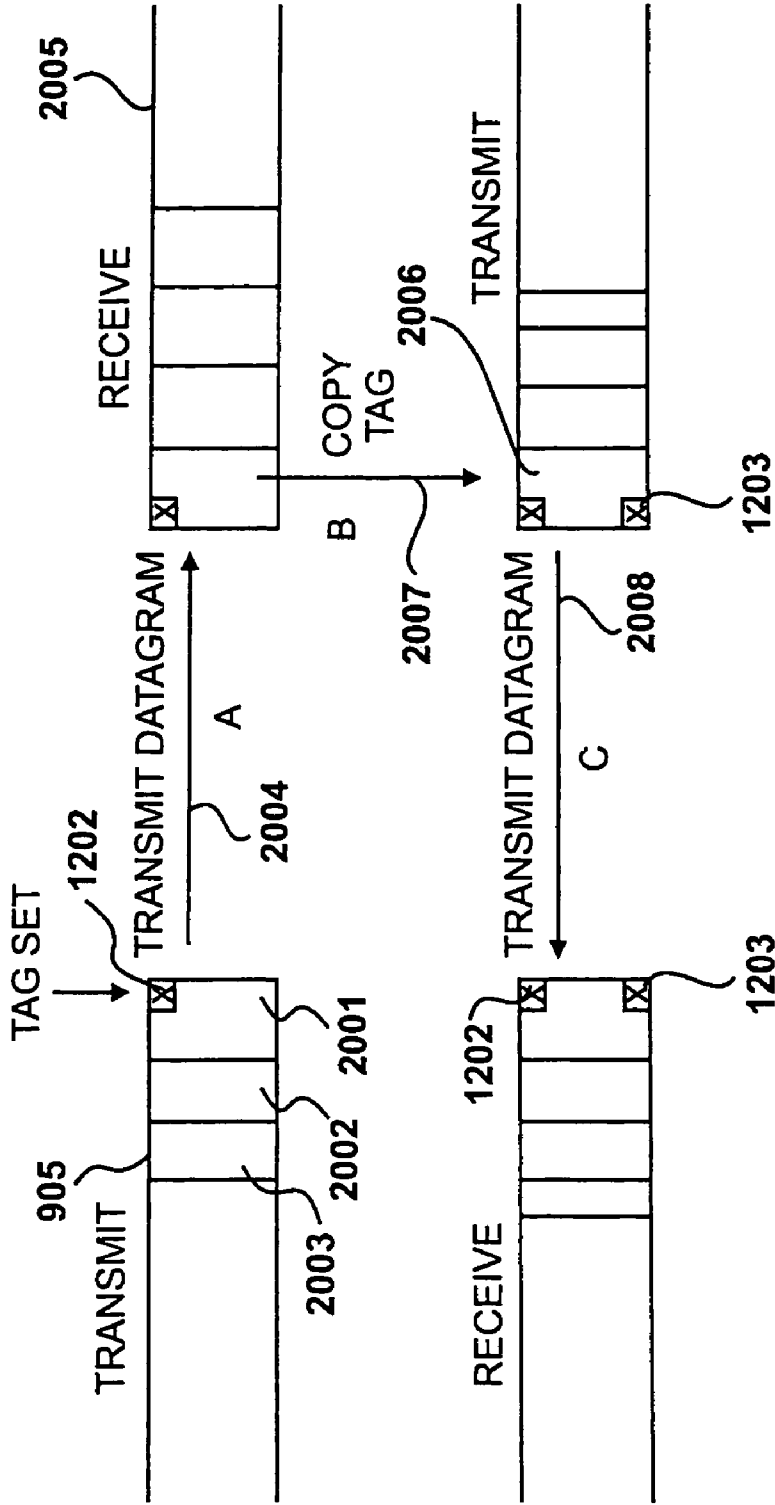 TAG SET
TRANSMIT
905
1202
2001
2002
2003
TRANSMIT DATAGRAM
A
2004
RECEIVE
2005
B
COPY
TAG
2007
RECEIVE
1202
1203
TRANSMIT DATAGRAM
C
2008
TRANSMIT
2006
1203